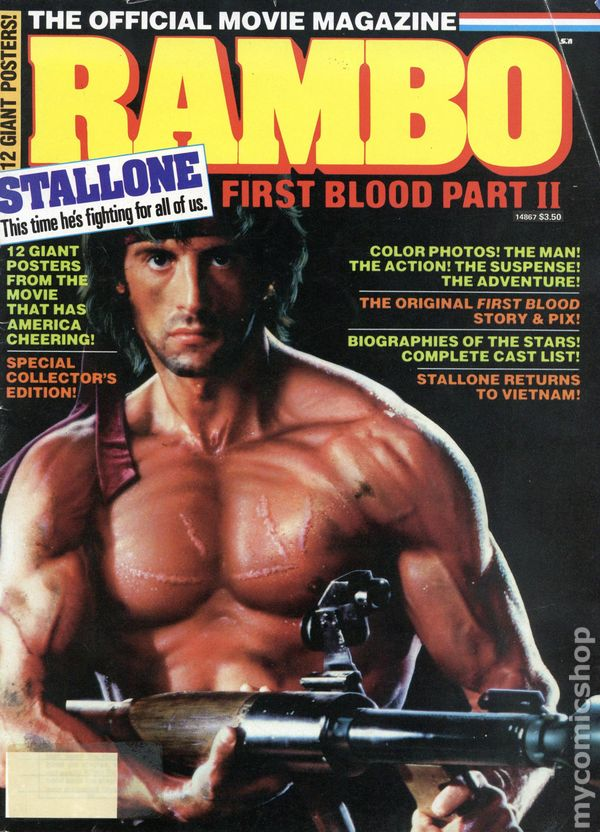 12 GIANT POSTERS!
THE OFFICIAL MOVIE MAGAZINE
RAMBO
STALLONE
This time he's fighting for all of us.
FIRST BLOOD PART II
14867 $3.50
12 GIANT
POSTERS
FROM THE
MOVIE
THAT HAS
AMERICA
CHEERING!
SPECIAL
COLLECTOR'S
EDITION!
COLOR PHOTOS! THE MAN!
THE ACTION! THE SUSPENSE!
THE ADVENTURE!
THE ORIGINAL FIRST BLOOD
STORY & PIX!
BIOGRAPHIES OF THE STARS!
COMPLETE CAST LIST!
STALLONE RETURNS
TO VIETNAM!
mycomicshop